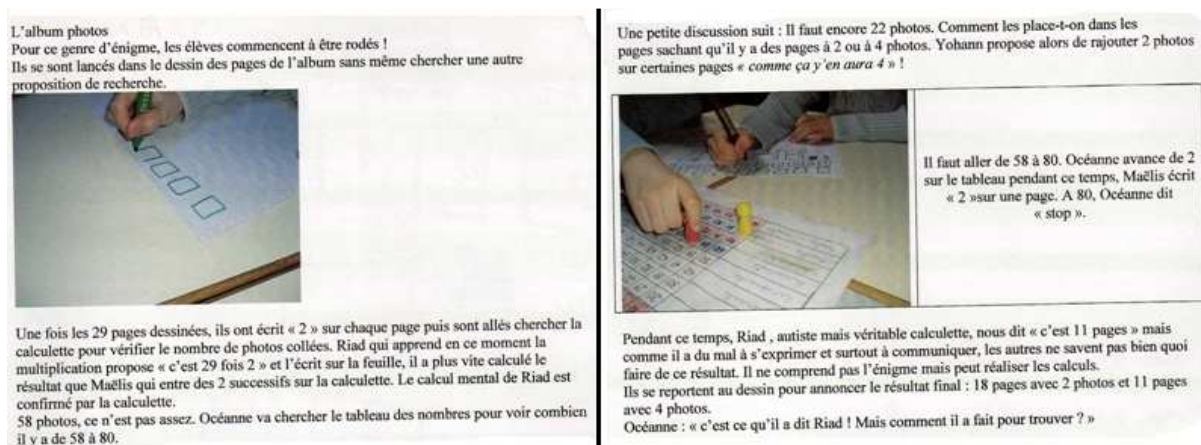 L'album photos
Pour ce genre d'énigme, les élèves commencent à être rodés !
Ils se sont lancés dans le dessin des pages de l'album sans même chercher une autre
proposition de recherche.
Une fois les 29 pages dessinées, ils ont écrit « 2 » sur chaque page puis sont allés chercher la
calculette pour vérifier le nombre de photos collées. Riad qui apprend en ce moment la
multiplication propose « c'est 29 fois 2 » et l'écrit sur la feuille, il a plus vite calculé le
résultat que Maëlis qui entre des 2 successifs sur la calculette. Le calcul mental de Riad est
confirmé par la calculette.
58 photos, ce n'est pas assez. Océanne va chercher le tableau des nombres pour voir combien
il y a de 58 à 80.
Une petite discussion suit : Il faut encore 22 photos. Comment les place-t-on dans les
pages sachant qu'il y a des pages à 2 ou à 4 photos. Yohann propose alors de rajouter 2 photos
sur certaines pages « comme ça y'en aura 4 » !
Il faut aller de 58 à 80. Océanne avance de 2
sur le tableau pendant ce temps, Maëlis écrit
« 2 »sur une page. A 80, Océanne dit
« stop ».
Pendant ce temps, Riad , autiste mais véritable calculette, nous dit « c'est 11 pages » mais
comme il a du mal à s'exprimer et surtout à communiquer, les autres ne savent pas bien quoi
faire de ce résultat. Il ne comprend pas l'énigme mais peut réaliser les calculs.
Ils se reportent au dessin pour annoncer le résultat final : 18 pages avec 2 photos et 11 pages
avec 4 photos.
Océanne : « c'est ce qu'il a dit Riad ! Mais comment il a fait pour trouver ? »